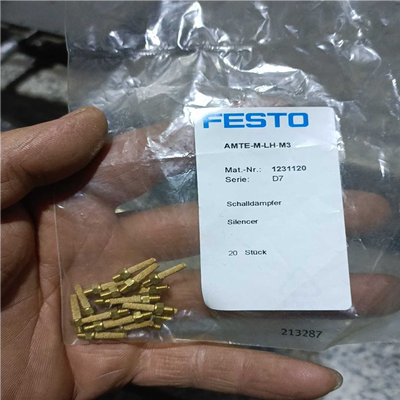 FESTO
AMTE-M-LH-M3
Mat.-Nr.: 1231120
Serie: D7
Schalldämpfer
Silencer
20 Stück
213287